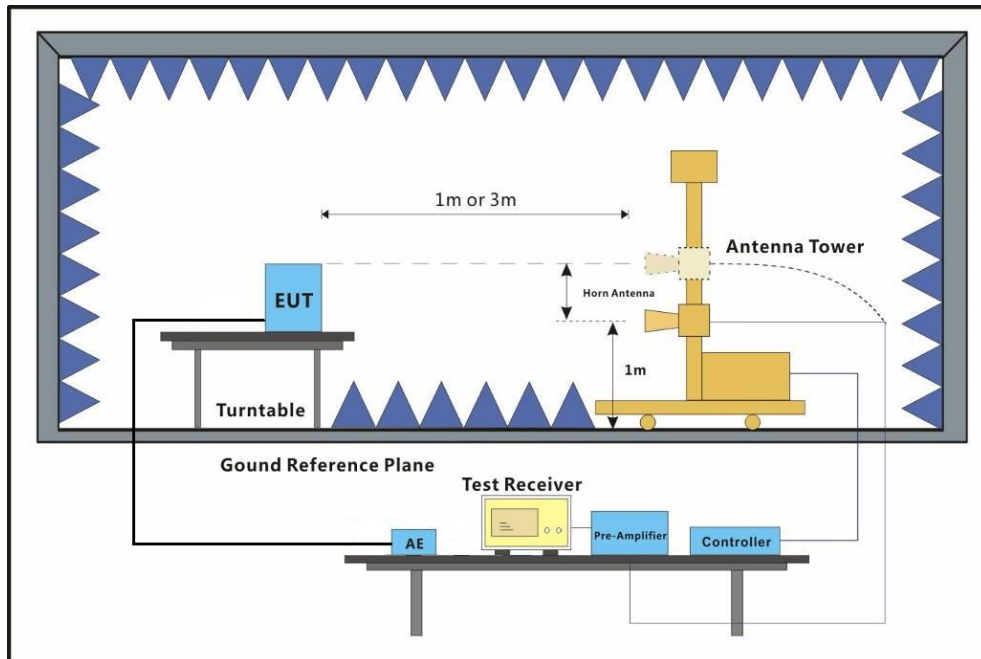 1m or 3m
Antenna Tower
EUT
Horn Antenna
1m
Turntable
Gound Reference Plane
Test Receiver
AE
Pre-Amplifier
Controller